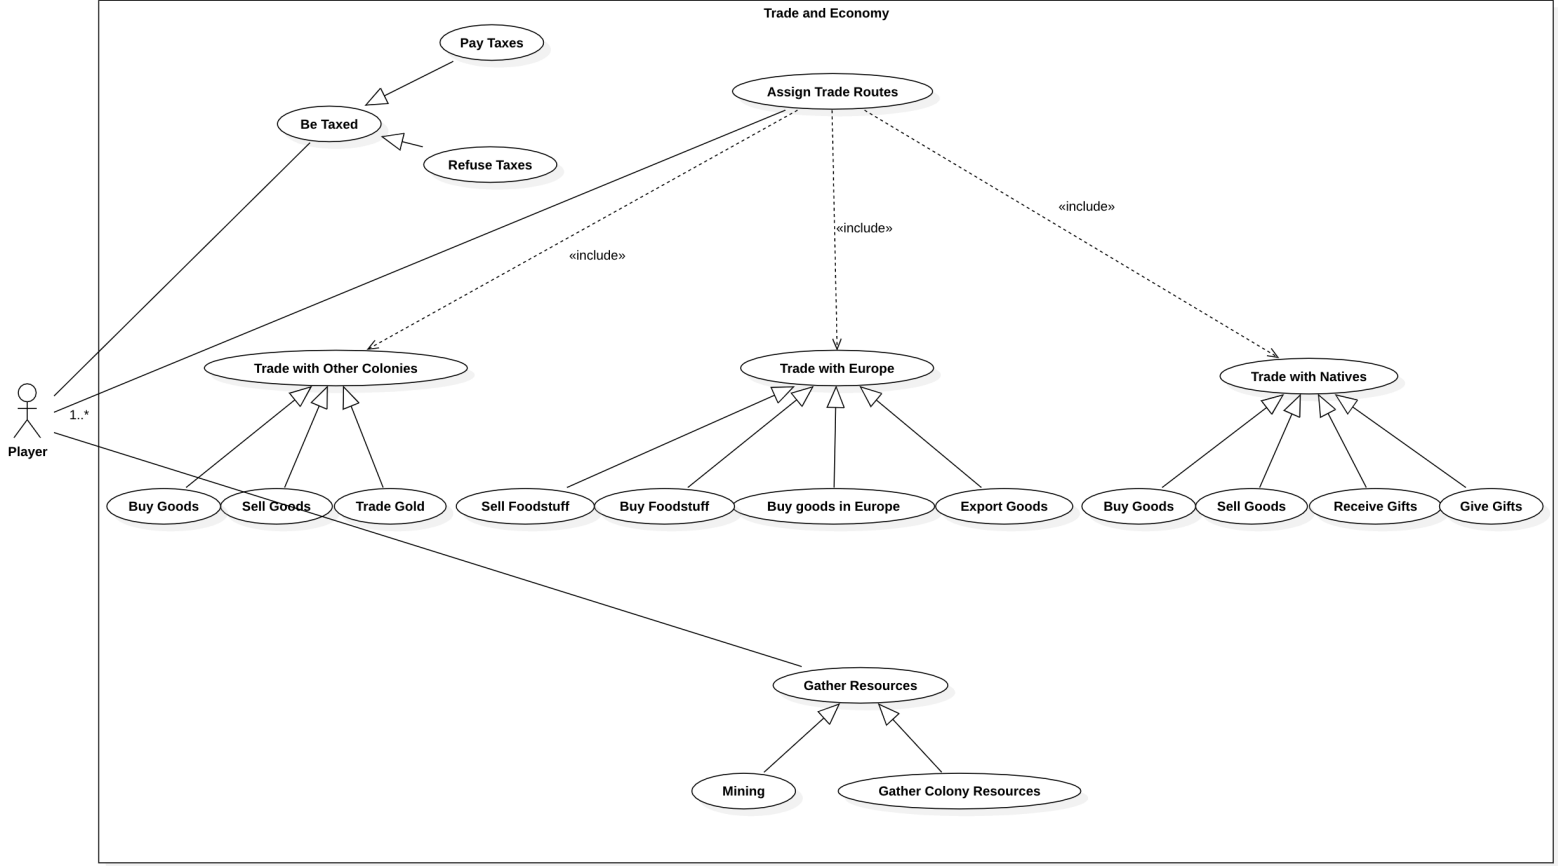 Trade and Economy
Pay Taxes
Assign Trade Routes
Be Taxed
Refuse Taxes
«include»
«include»
«include»
Trade with Other Colonies
Trade with Europe
Trade with Natives
1..*
Player
Buy Goods
Sell Goods
Trade Gold
Sell Foodstuff
Buy Foodstuff
Buy goods in Europe
Export Goods
Buy Goods
Sell Goods
Receive Gifts
Give Gifts
Gather Resources
Mining
Gather Colony Resources